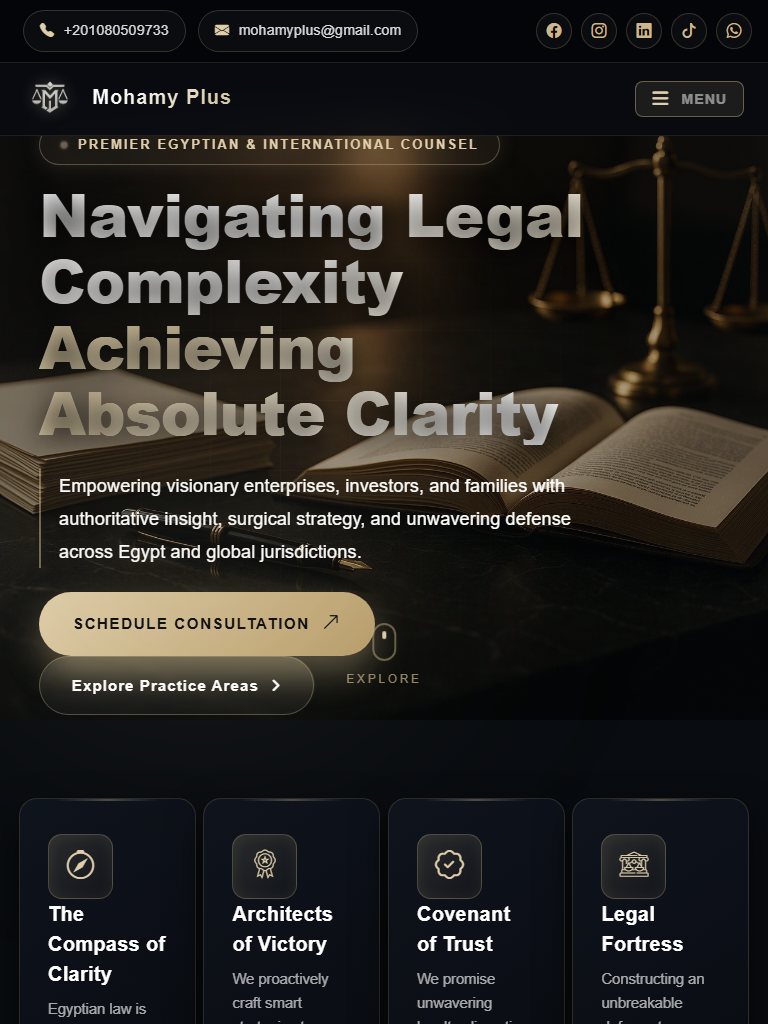 +201080509733
mohamyplus@gmail.com
Mohamy Plus
MENU
PREMIER EGYPTIAN & INTERNATIONAL COUNSEL
Navigating Legal
Complexity
Achieving
Absolute Clarity
Empowering visionary enterprises, investors, and families with
authoritative insight, surgical strategy, and unwavering defense
across Egypt and global jurisdictions.
SCHEDULE CONSULTATION
EXPLORE
Explore Practice Areas
The
Compass of
Clarity
Egyptian law is
Architects
of Victory
We proactively
craft smart
Covenant
of Trust
We promise
unwavering
Legal
Fortress
Constructing an
unbreakable